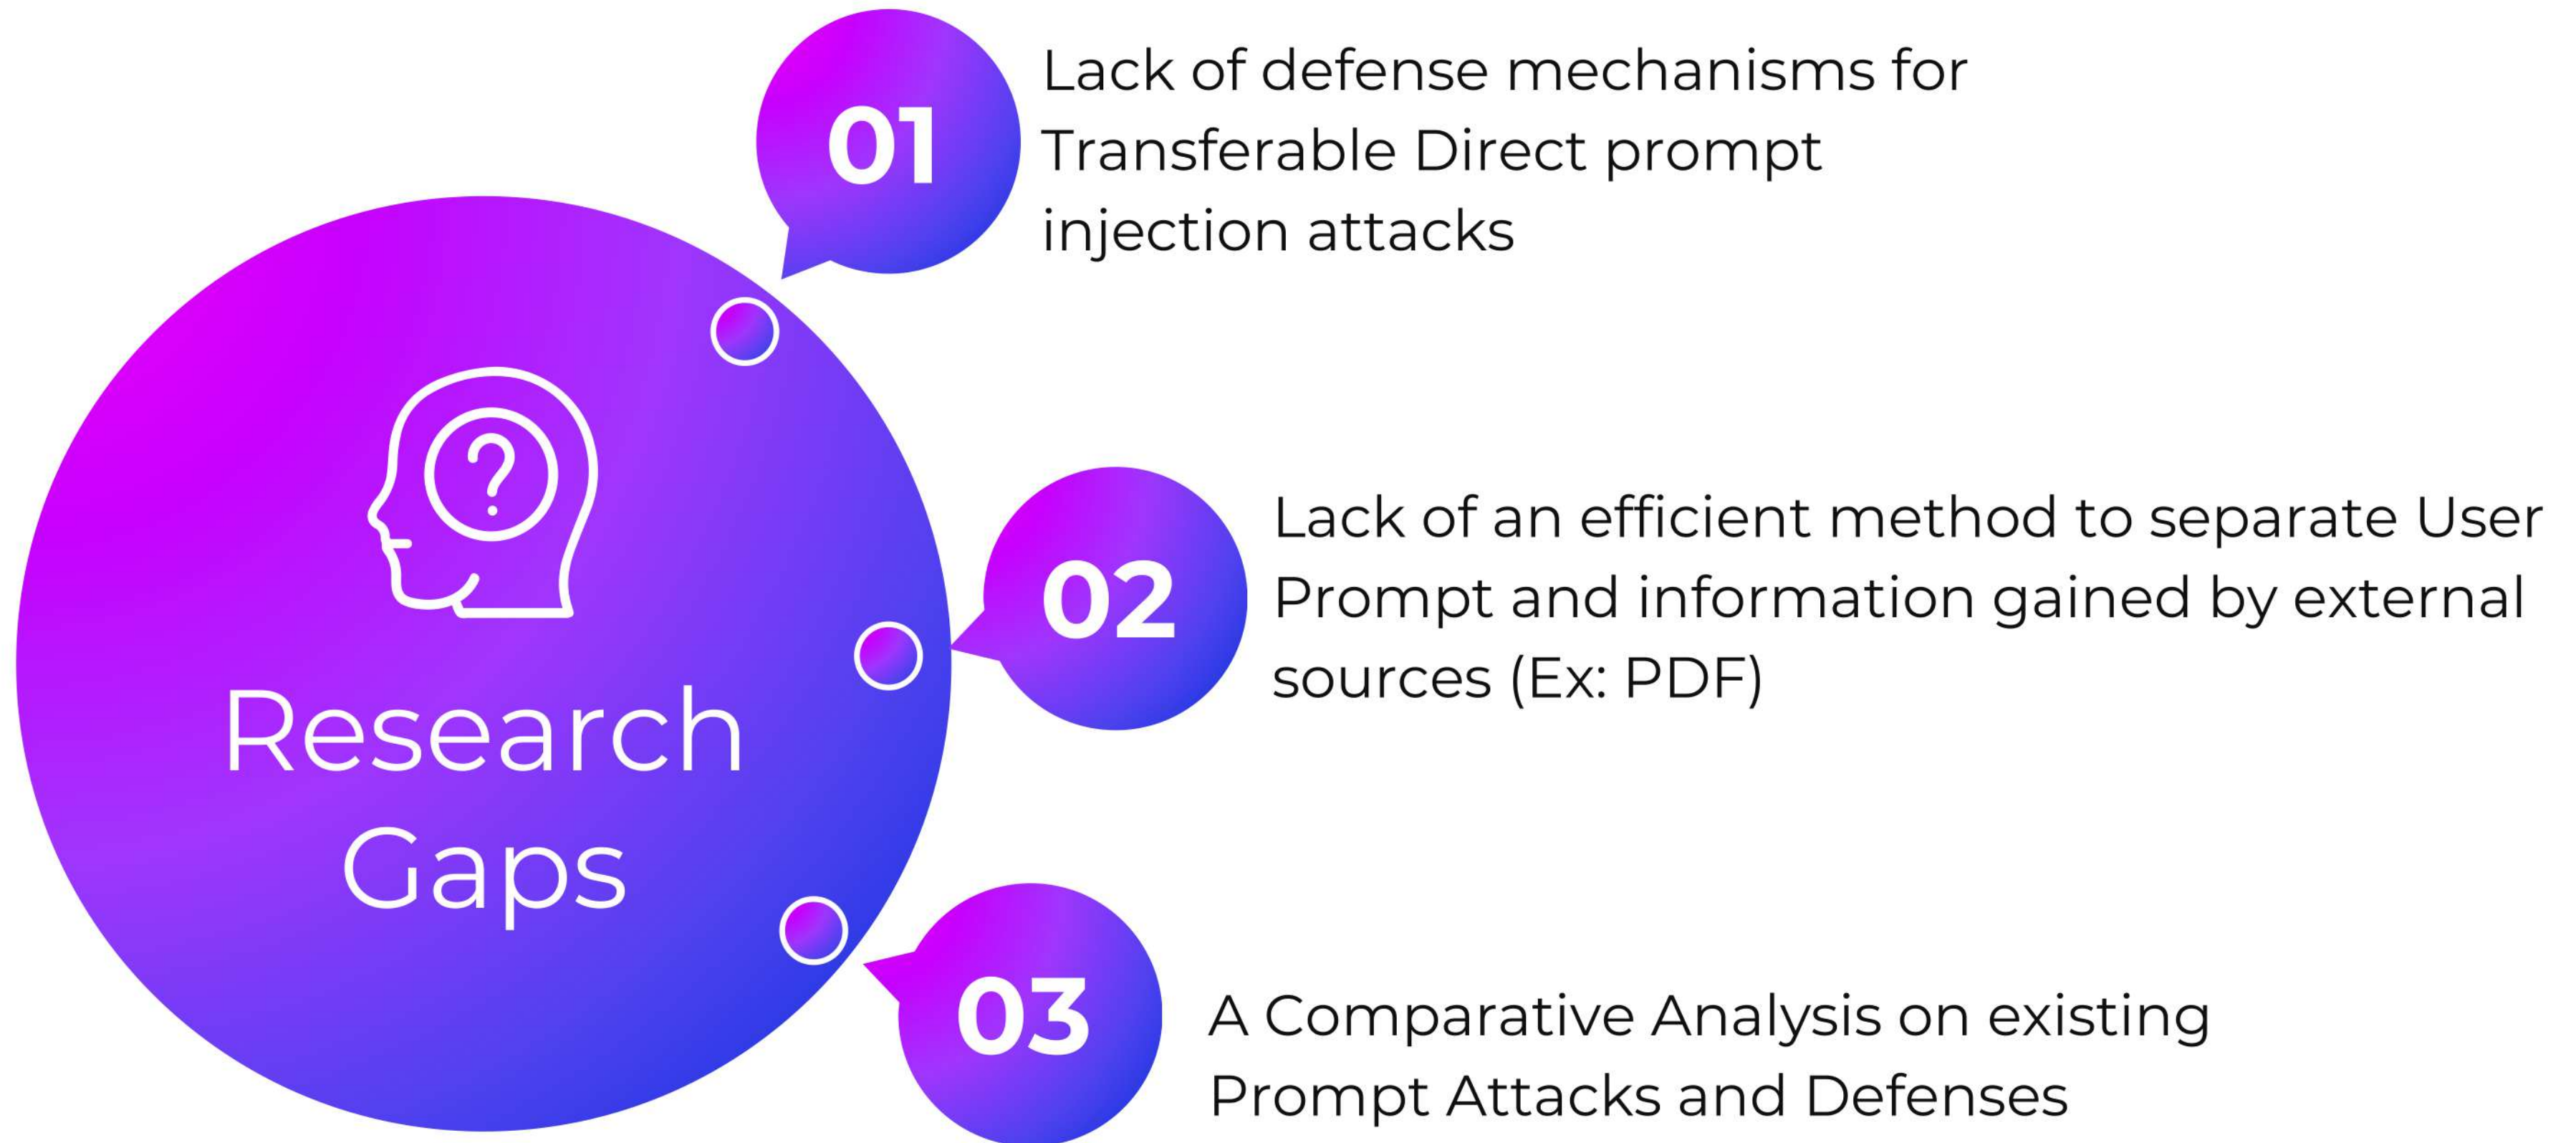 01
Lack of defense mechanisms for
Transferable Direct prompt
injection attacks
Research
Gaps
02
Lack of an efficient method to separate User
Prompt and information gained by external
sources (Ex: PDF)
03
A Comparative Analysis on existing
Prompt Attacks and Defenses